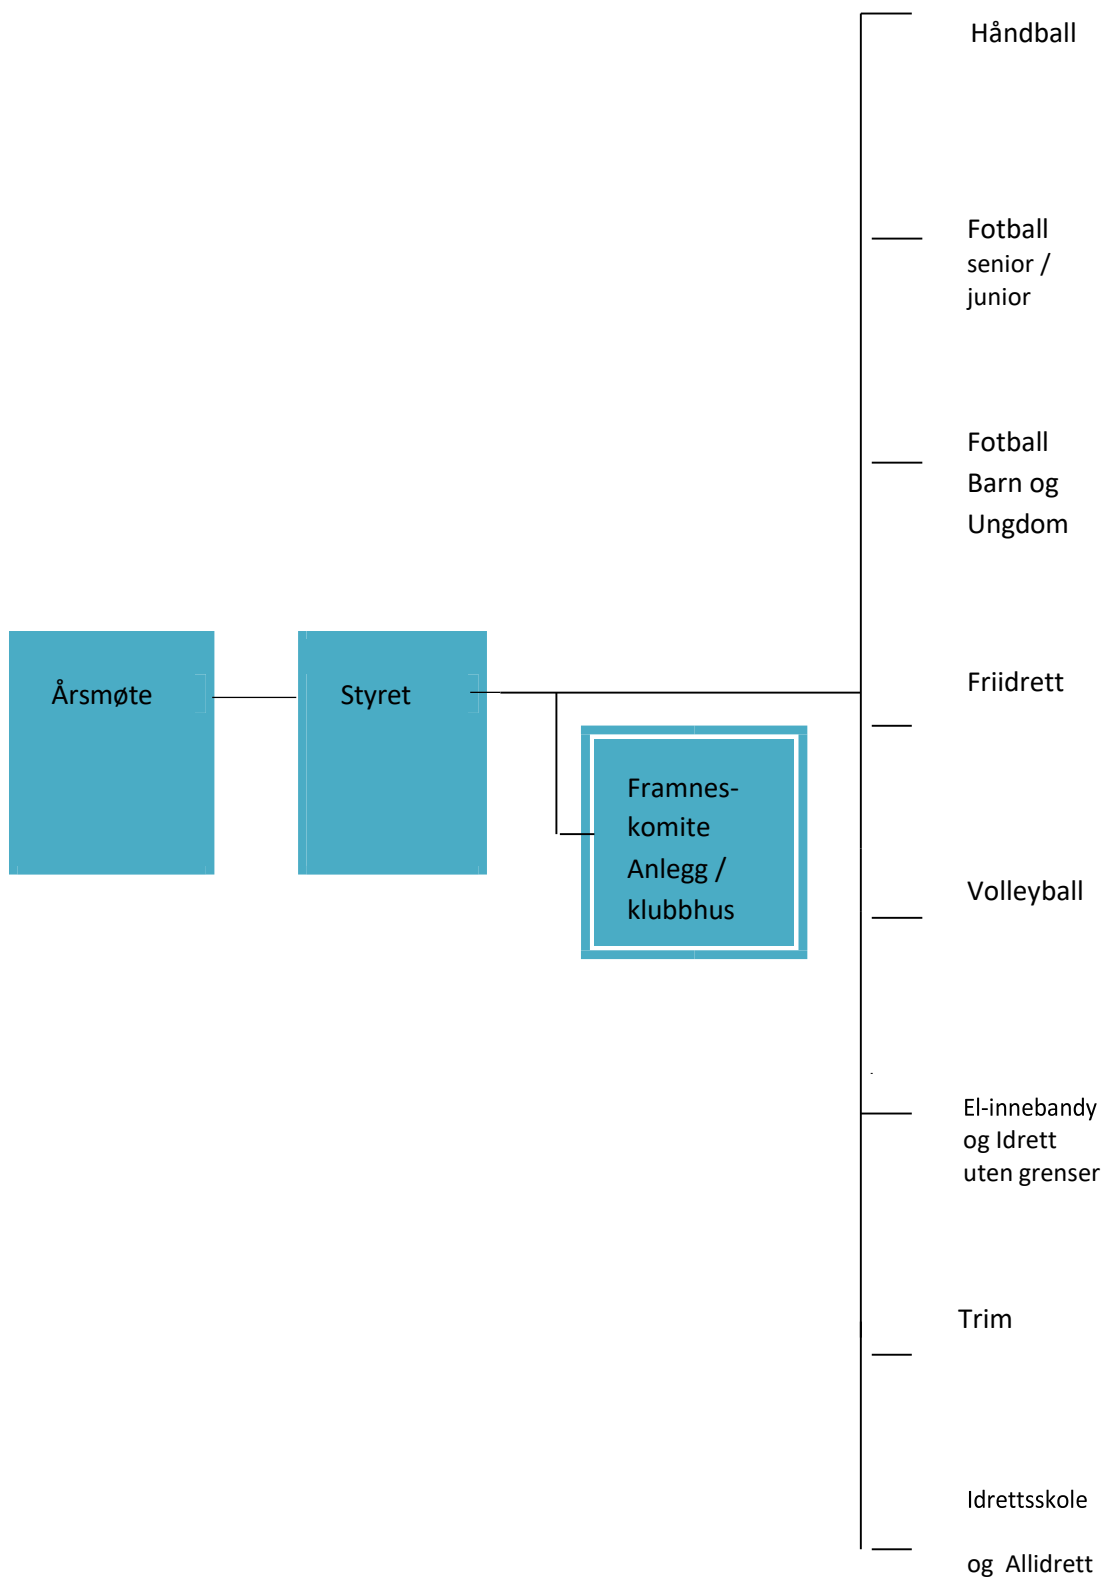 Håndball
Fotball
senior /
junior
Fotball
Barn og
Ungdom
Årsmøte
Styret
Friidrett
Framnes-
komite
Anlegg /
klubbhus
Volleyball
El-innebandy
og Idrett
uten grenser
Trim
Idrettsskole
og Allidrett